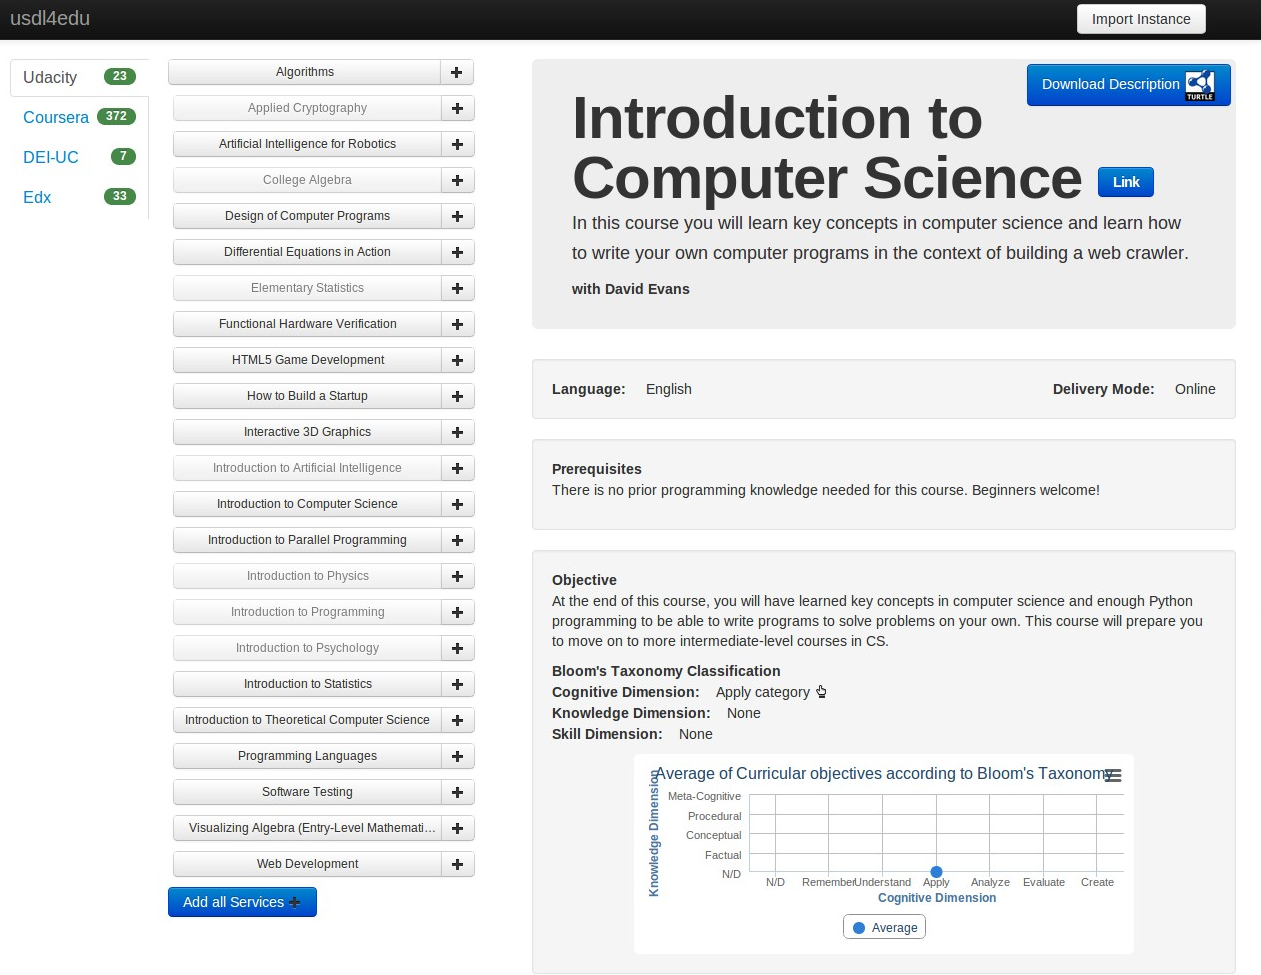 usdl4edu
Import Instance
Udacity 23
Coursera 372
DEI-UC 7
Edx 33
Algorithms
Applied Cryptography
Artificial Intelligence for Robotics
College Algebra
Design of Computer Programs
Differential Equations in Action
Elementary Statistics
Functional Hardware Verification
HTML5 Game Development
How to Build a Startup
Interactive 3D Graphics
Introduction to Artificial Intelligence
Introduction to Computer Science
Introduction to Parallel Programming
Introduction to Physics
Introduction to Programming
Introduction to Psychology
Introduction to Statistics
Introduction to Theoretical Computer Science
Programming Languages
Software Testing
Visualizing Algebra (Entry-Level Mathemati...
Web Development
Add all Services
Download Description
TURTLE
Introduction to
Computer Science Link
In this course you will learn key concepts in computer science and learn how
to write your own computer programs in the context of building a web crawler.
with David Evans
Language: English Delivery Mode: Online
Prerequisites
There is no prior programming knowledge needed for this course. Beginners welcome!
Objective
At the end of this course, you will have learned key concepts in computer science and enough Python
programming to be able to write programs to solve problems on your own. This course will prepare you
to move on to more intermediate-level courses in CS.
Bloom's Taxonomy Classification
Cognitive Dimension: Apply category
Knowledge Dimension: None
Skill Dimension: None
Average of Curricular objectives according to Bloom's Taxonomy
Knowledge Dimension
Meta-Cognitive
Procedural
Conceptual
Factual
N/D
N/D Remember Understand Apply Analyze Evaluate Create
Cognitive Dimension
Average